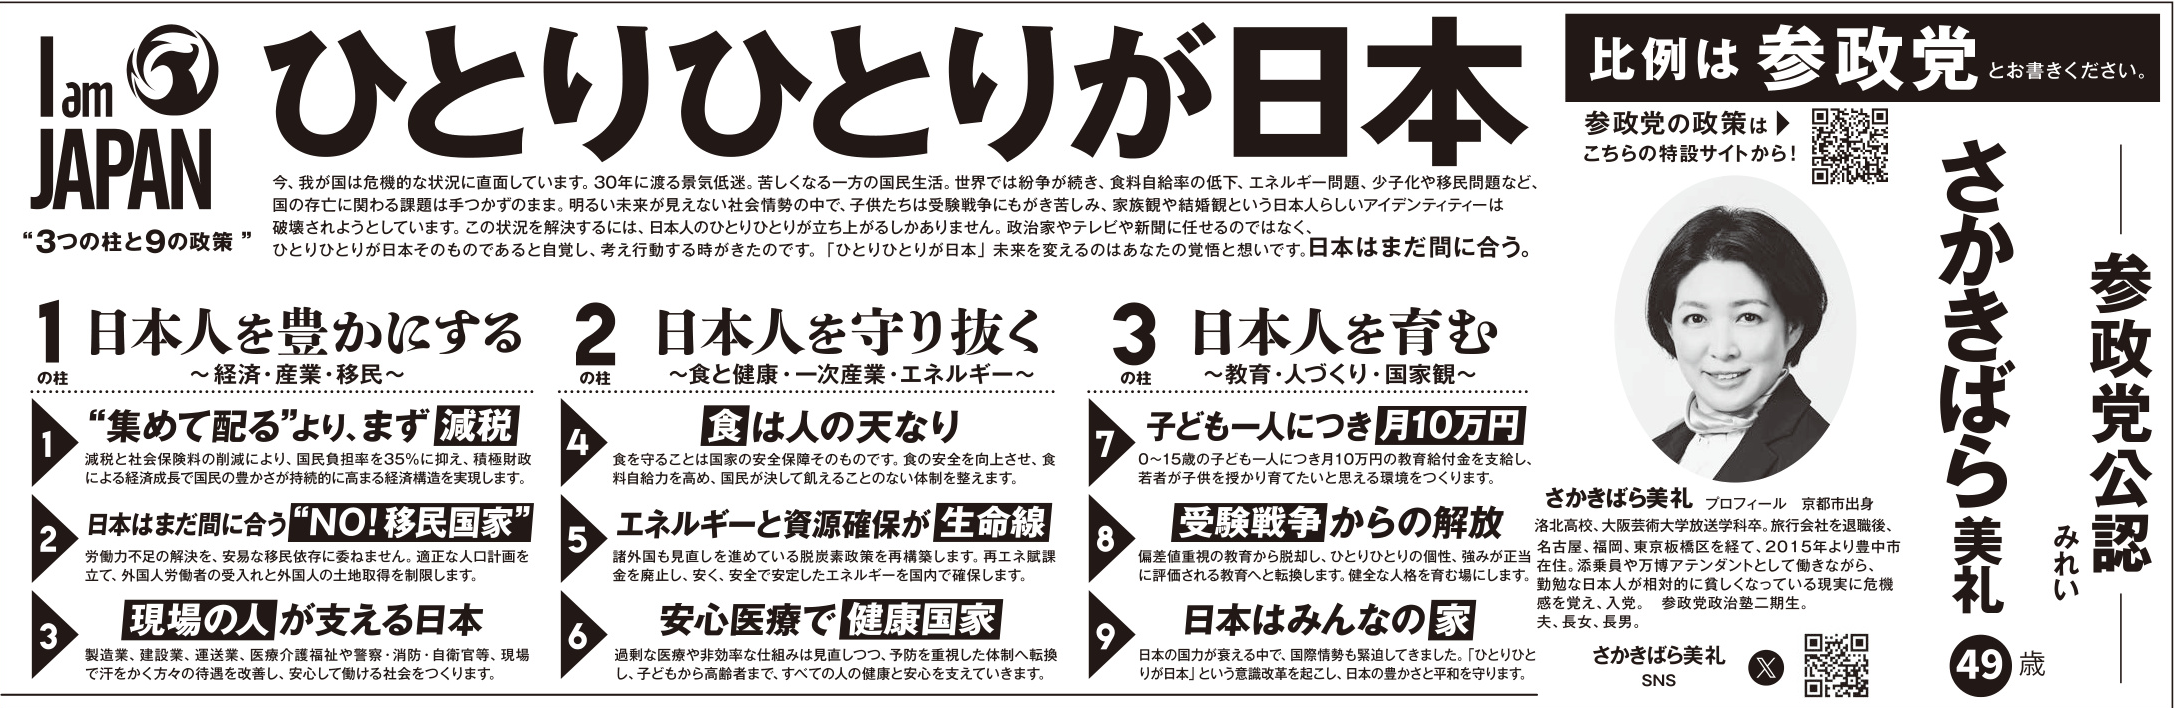 I am
JAPAN
“3つの柱と9の政策 ”
ひとりひとりが日本
今、我が国は危機的な状況に直面しています。30年に渡る景気低迷。苦しくなる一方の国民生活。世界では紛争が続き、食料自給率の低下、エネルギー問題、少子化や移民問題など、
国の存亡に関わる課題は手つかずのまま。明るい未来が見えない社会情勢の中で、子供たちは受験戦争にもがき苦しみ、家族観や結婚観という日本人らしいアイデンティティーは
破壊されようとしています。この状況を解決するには、日本人のひとりひとりが立ち上がるしかありません。政治家やテレビや新聞に任せるのではなく、
ひとりひとりが日本そのものであると自覚し、考え行動する時がきたのです。「ひとりひとりが日本」未来を変えるのはあなたの覚悟と想いです。日本はまだ間に合う。
1の柱
日本人を豊かにする
～経済・産業・移民～
1
“集めて配る”より、まず 減税
減税と社会保険料の削減により、国民負担率を35%に抑え、積極財政
による経済成長で国民の豊かさが持続的に高まる経済構造を実現します。
2
日本はまだ間に合う“NO!移民国家”
労働力不足の解決を、安易な移民依存に委ねません。適正な人口計画を
立て、外国人労働者の受入れと外国人の土地取得を制限します。
3
現場の人が支える日本
製造業、建設業、運送業、医療介護福祉や警察・消防・自衛官等、現場
で汗をかく方々の待遇を改善し、安心して働ける社会をつくります。
2の柱
日本人を守り抜く
～食と健康・一次産業・エネルギー～
4
食は人の天なり
食を守ることは国家の安全保障そのものです。食の安全を向上させ、食
料自給力を高め、国民が決して飢えることのない体制を整えます。
5
エネルギーと資源確保が 生命線
諸外国も見直しを進めている脱炭素政策を再構築します。再エネ賦課
金を廃止し、安く、安全で安定したエネルギーを国内で確保します。
6
安心医療で 健康国家
過剰な医療や非効率な仕組みは見直しつつ、予防を重視した体制へ転換
し、子どもから高齢者まで、すべての人の健康と安心を支えていきます。
3の柱
日本人を育む
～教育・人づくり・国家観～
7
子ども一人につき 月10万円
0～15歳の子ども一人につき月10万円の教育給付金を支給し、
若者が子供を授かり育てたいと思える環境をつくります。
8
受験戦争からの解放
偏差値重視の教育から脱却し、ひとりひとりの個性、強みが正当
に評価される教育へと転換します。健全な人格を育む場にします。
9
日本はみんなの 家
日本の国力が衰える中で、国際情勢も緊迫してきました。「ひとりひと
りが日本」という意識改革を起こし、日本の豊かさと平和を守ります。
比例は 参政党 とお書きください。
参政党の政策は▶
こちらの特設サイトから!
参政党公認
さかきばら美礼
みれい
49歳
さかきばら美礼 プロフィール 京都市出身
洛北高校、大阪芸術大学放送学科卒。旅行会社を退職後、
名古屋、福岡、東京板橋区を経て、2015年より豊中市
在住。添乗員や万博アテンダントとして働きながら、
勤勉な日本人が相対的に貧しくなっている現実に危機
感を覚え、入党。 参政党政治塾二期生。
夫、長女、長男。
さかきばら美礼
SNS
X